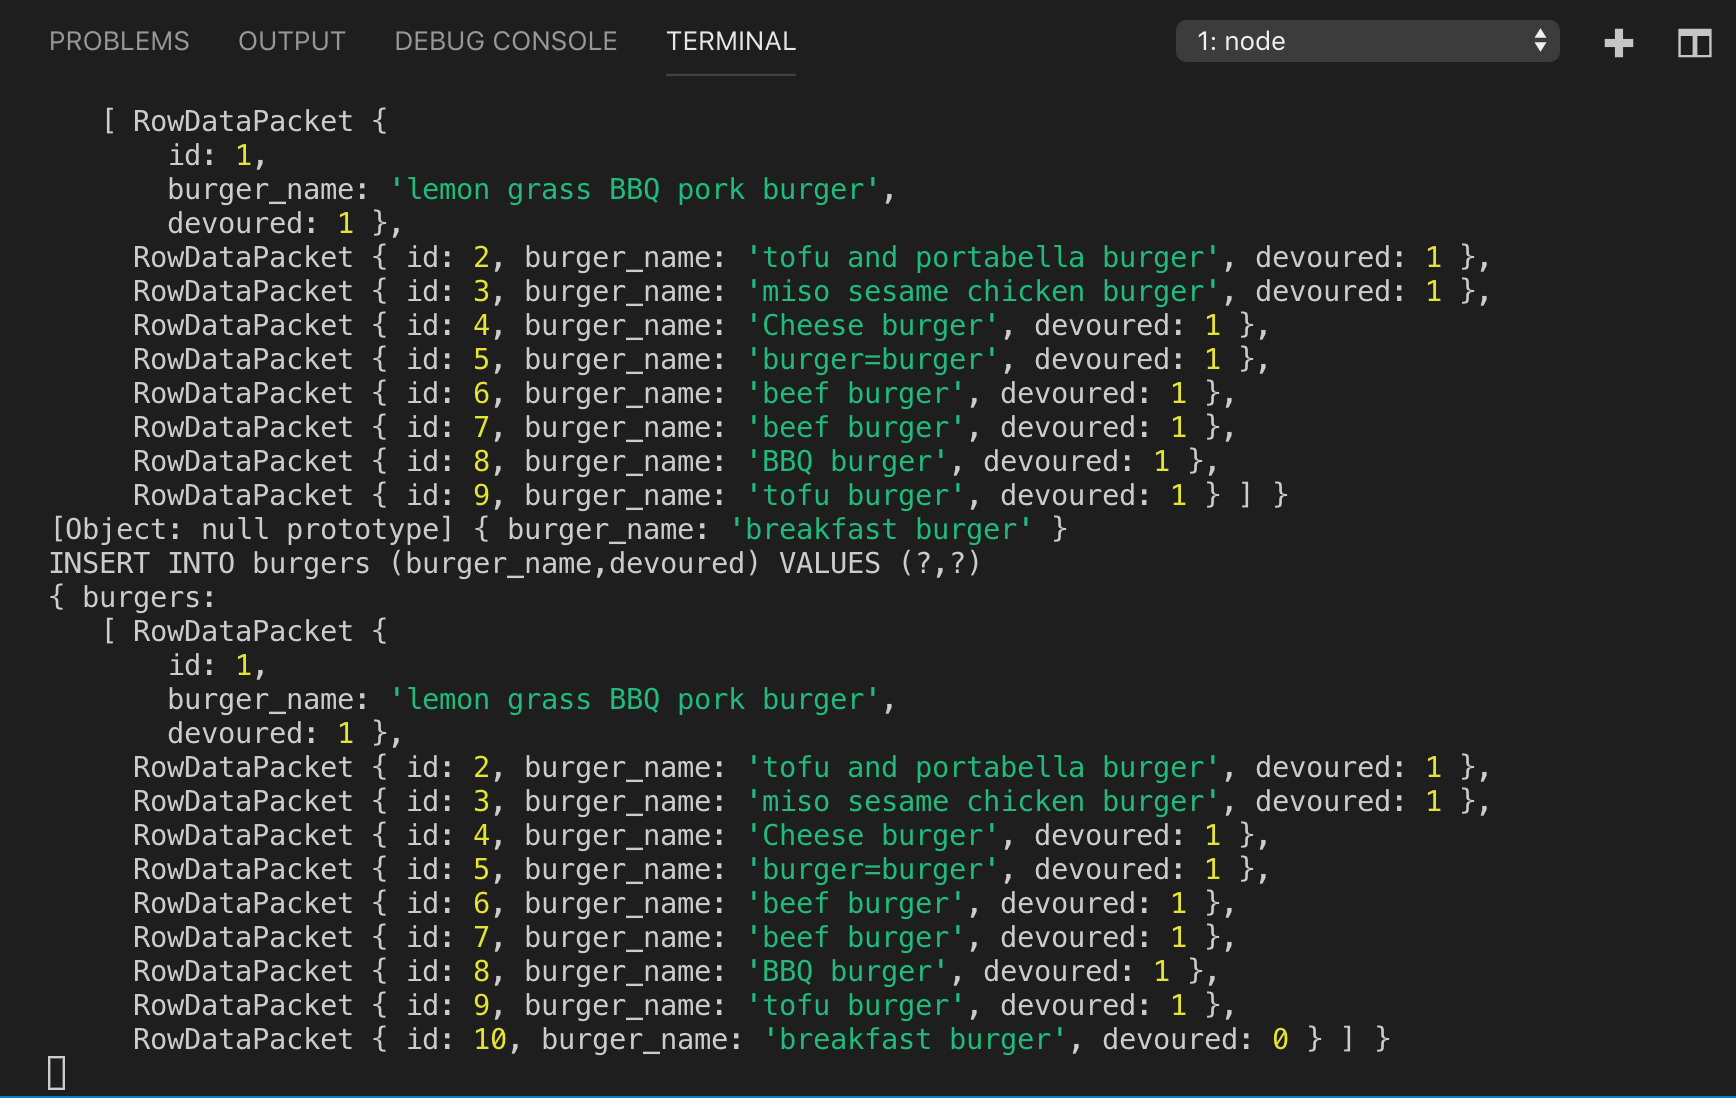 PROBLEMS OUTPUT DEBUG CONSOLE TERMINAL 1: node
[ RowDataPacket {
id: 1,
burger_name: 'lemon grass BBQ pork burger',
devoured: 1 },
RowDataPacket { id: 2, burger_name: 'tofu and portabella burger', devoured: 1 },
RowDataPacket { id: 3, burger_name: 'miso sesame chicken burger', devoured: 1 },
RowDataPacket { id: 4, burger_name: 'Cheese burger', devoured: 1 },
RowDataPacket { id: 5, burger_name: 'burger=burger', devoured: 1 },
RowDataPacket { id: 6, burger_name: 'beef burger', devoured: 1 },
RowDataPacket { id: 7, burger_name: 'beef burger', devoured: 1 },
RowDataPacket { id: 8, burger_name: 'BBQ burger', devoured: 1 },
RowDataPacket { id: 9, burger_name: 'tofu burger', devoured: 1 } ] }
[Object: null prototype] { burger_name: 'breakfast burger' }
INSERT INTO burgers (burger_name,devoured) VALUES (?,?)
{ burgers:
[ RowDataPacket {
id: 1,
burger_name: 'lemon grass BBQ pork burger',
devoured: 1 },
RowDataPacket { id: 2, burger_name: 'tofu and portabella burger', devoured: 1 },
RowDataPacket { id: 3, burger_name: 'miso sesame chicken burger', devoured: 1 },
RowDataPacket { id: 4, burger_name: 'Cheese burger', devoured: 1 },
RowDataPacket { id: 5, burger_name: 'burger=burger', devoured: 1 },
RowDataPacket { id: 6, burger_name: 'beef burger', devoured: 1 },
RowDataPacket { id: 7, burger_name: 'beef burger', devoured: 1 },
RowDataPacket { id: 8, burger_name: 'BBQ burger', devoured: 1 },
RowDataPacket { id: 9, burger_name: 'tofu burger', devoured: 1 },
RowDataPacket { id: 10, burger_name: 'breakfast burger', devoured: 0 } ] }